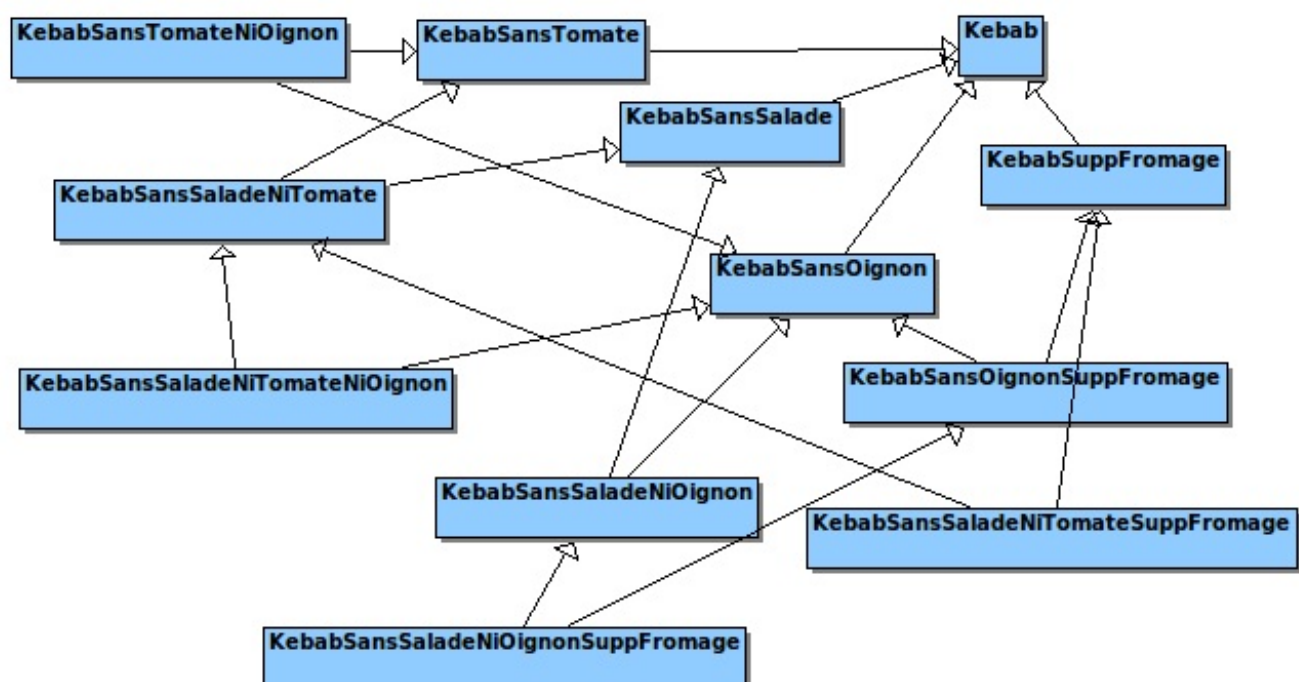 KebabSansTomateNiOignon
KebabSansTomate
Kebab
KebabSansSalade
KebabSuppFromage
KebabSansSaladeNiTomate
KebabSansOignon
KebabSansSaladeNiTomateNiOignon
KebabSansOignonSuppFromage
KebabSansSaladeNiOignon
KebabSansSaladeNiTomateSuppFromage
KebabSansSaladeNiOignonSuppFromage